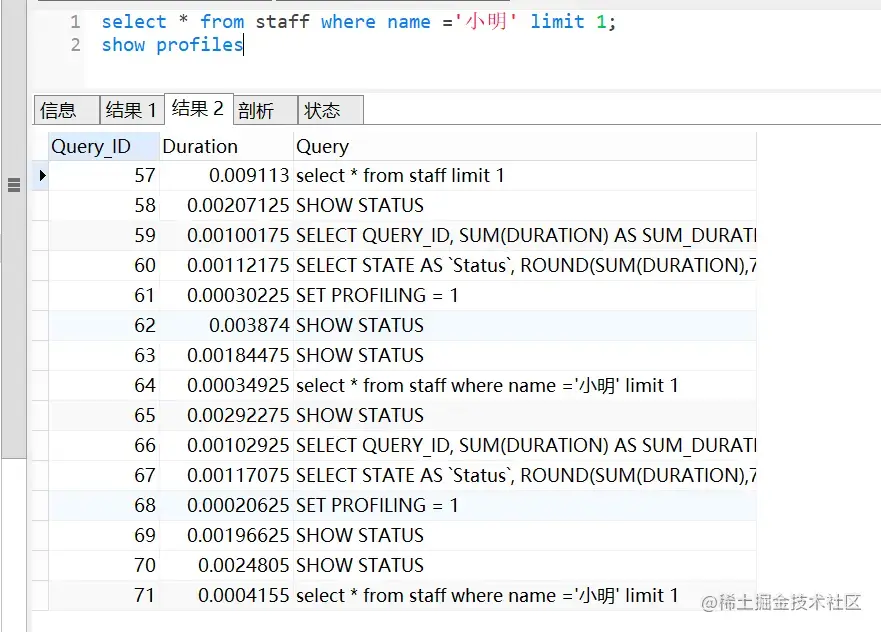 1 select * from staff where name ='小明' limit 1;
2 show profiles
信息 结果 1 结果 2 剖析 状态
Query_ID Duration Query
57 0.009113 select * from staff limit 1
58 0.00207125 SHOW STATUS
59 0.00100175 SELECT QUERY_ID, SUM(DURATION) AS SUM_DURATI
60 0.00112175 SELECT STATE AS `Status`, ROUND(SUM(DURATION),7
61 0.00030225 SET PROFILING = 1
62 0.003874 SHOW STATUS
63 0.00184475 SHOW STATUS
64 0.00034925 select * from staff where name ='小明' limit 1
65 0.00292275 SHOW STATUS
66 0.00102925 SELECT QUERY_ID, SUM(DURATION) AS SUM_DURATI
67 0.00117075 SELECT STATE AS `Status`, ROUND(SUM(DURATION),7
68 0.00020625 SET PROFILING = 1
69 0.00196625 SHOW STATUS
70 0.0024805 SHOW STATUS
71 0.0004155 select * from staff where name ='小明' limit 1
@稀土掘金技术社区